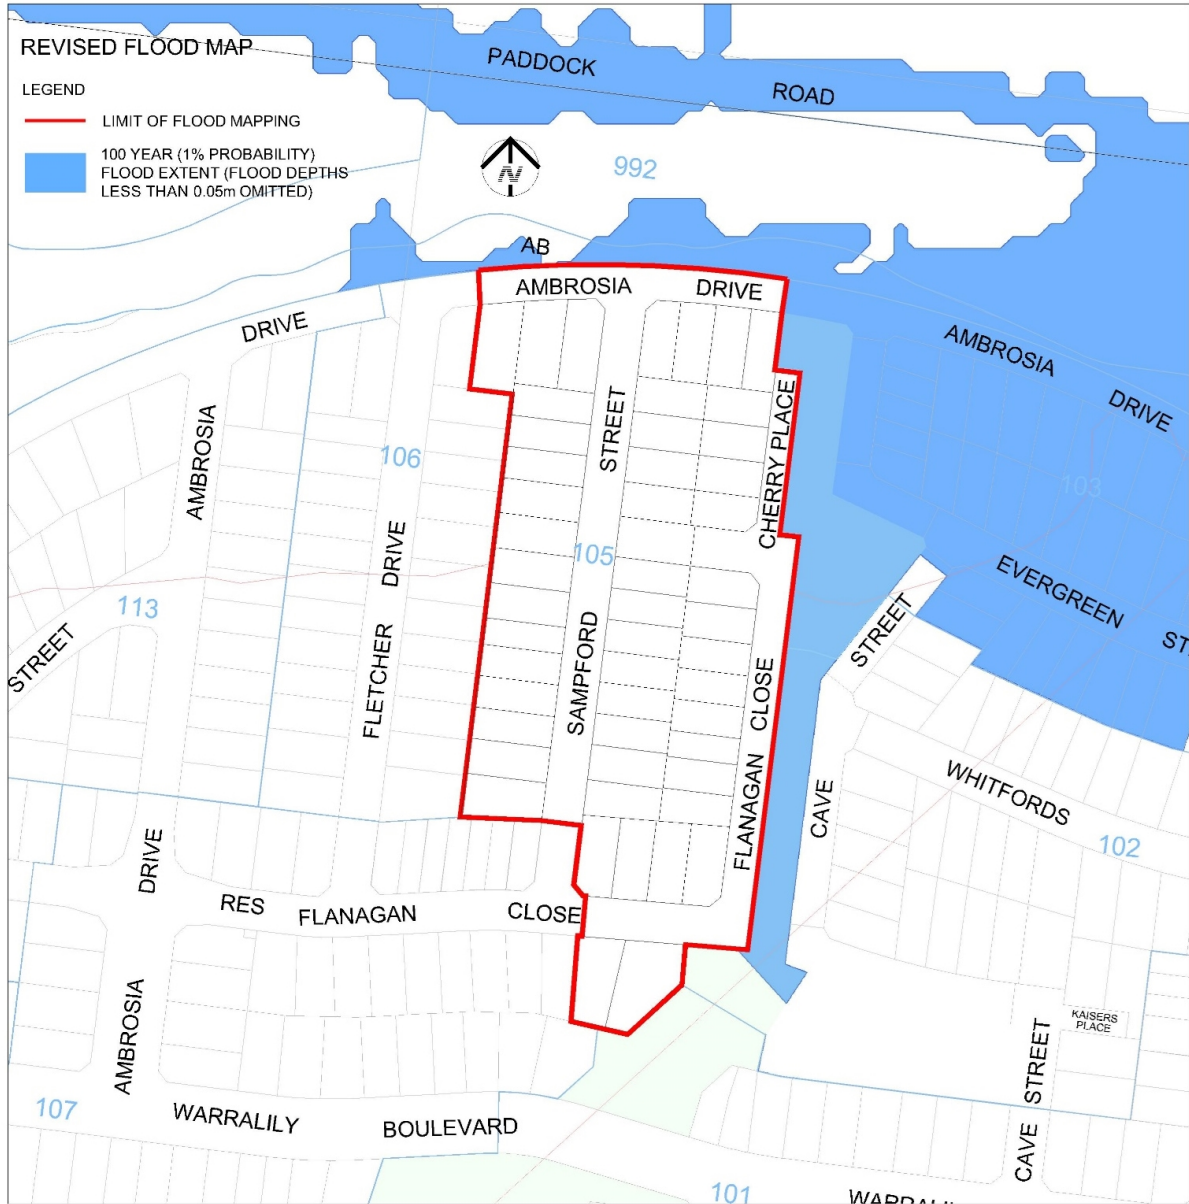 REVISED FLOOD MAP
LEGEND
LIMIT OF FLOOD MAPPING
100 YEAR (1% PROBABILITY)
FLOOD EXTENT (FLOOD DEPTHS
LESS THAN 0.05m OMITTED)
PADDOCK
ROAD
N
992
AB
AMBROSIA
DRIVE
DRIVE
AMBROSIA
DRIVE
AMBROSIA
106
STREET
CHERRY PLACE
103
105
FLETCHER DRIVE
EVERGREEN
ST
113
STREET
STREET
SAMPFORD
FLANAGAN CLOSE
WHITFORDS
CAVE
102
DRIVE
RES
FLANAGAN
CLOSE
AMBROSIA
KAISERS
PLACE
CAVE STREET
107
WARRALILY
BOULEVARD
101
WARRALI